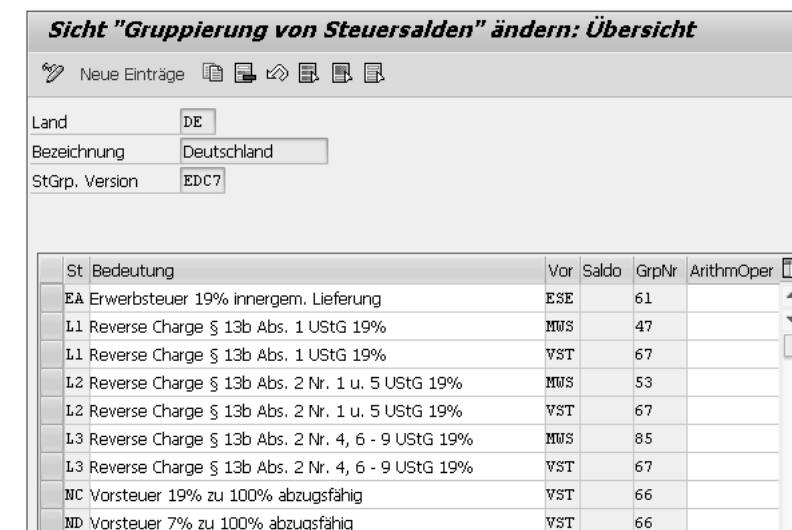 Sicht "Gruppierung von Steuersalden" ändern: Übersicht
Neue Einträge
Land DE
Bezeichnung Deutschland
StGrp. Version EDC7
St Bedeutung Vor Saldo GrpNr ArithmOper
EA Erwerbsteuer 19% innergem. Lieferung ESE 61
L1 Reverse Charge § 13b Abs. 1 UStG 19% MWS 47
L1 Reverse Charge § 13b Abs. 1 UStG 19% VST 67
L2 Reverse Charge § 13b Abs. 2 Nr. 1 u. 5 UStG 19% MWS 53
L2 Reverse Charge § 13b Abs. 2 Nr. 1 u. 5 UStG 19% VST 67
L3 Reverse Charge § 13b Abs. 2 Nr. 4, 6 - 9 UStG 19% MWS 85
L3 Reverse Charge § 13b Abs. 2 Nr. 4, 6 - 9 UStG 19% VST 67
NC Vorsteuer 19% zu 100% abzugsfähig VST 66
ND Vorsteuer 7% zu 100% abzugsfähig VST 66